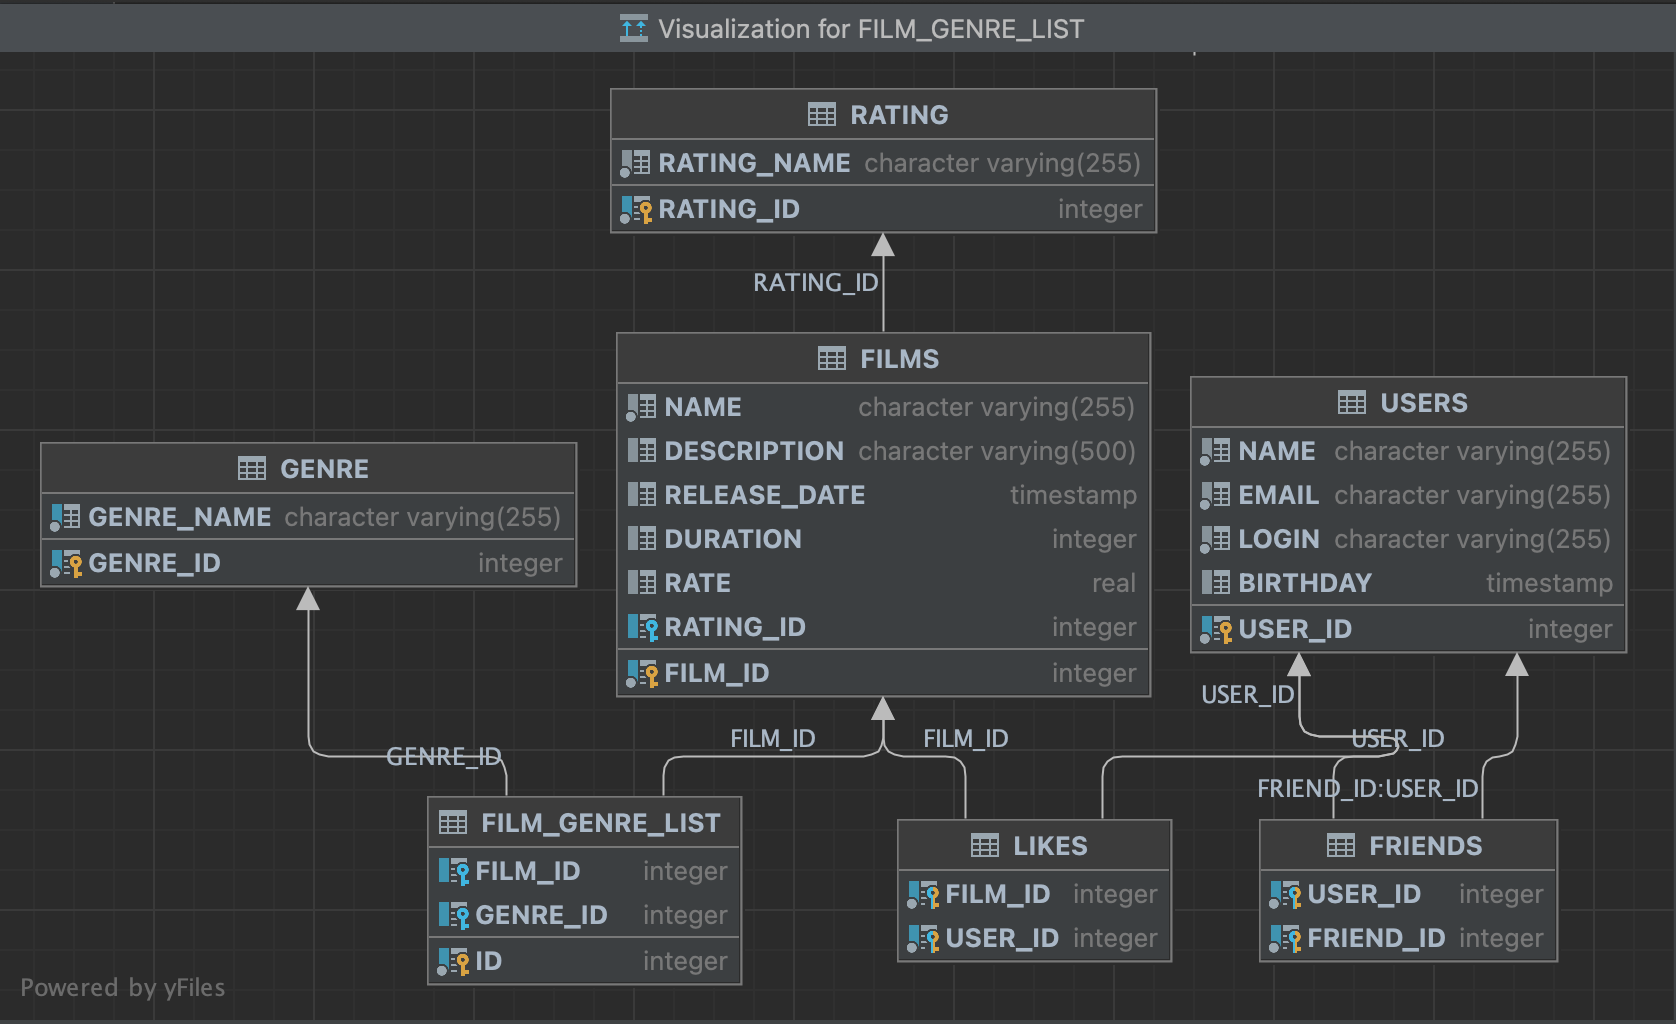 Visualization for FILM_GENRE_LIST
RATING
RATING_NAME character varying(255)
RATING_ID integer
RATING_ID
FILMS
NAME character varying(255)
DESCRIPTION character varying(500)
RELEASE_DATE timestamp
DURATION integer
RATE real
RATING_ID integer
FILM_ID integer
USERS
NAME character varying(255)
EMAIL character varying(255)
LOGIN character varying(255)
BIRTHDAY timestamp
USER_ID integer
GENRE
GENRE_NAME character varying(255)
GENRE_ID integer
USER_ID
FILM_ID
FILM_ID
USER_ID
GENRE_ID
FRIEND_ID:USER_ID
FILM_GENRE_LIST
FILM_ID integer
GENRE_ID integer
ID integer
LIKES
FILM_ID integer
USER_ID integer
FRIENDS
USER_ID integer
FRIEND_ID integer
Powered by yFiles